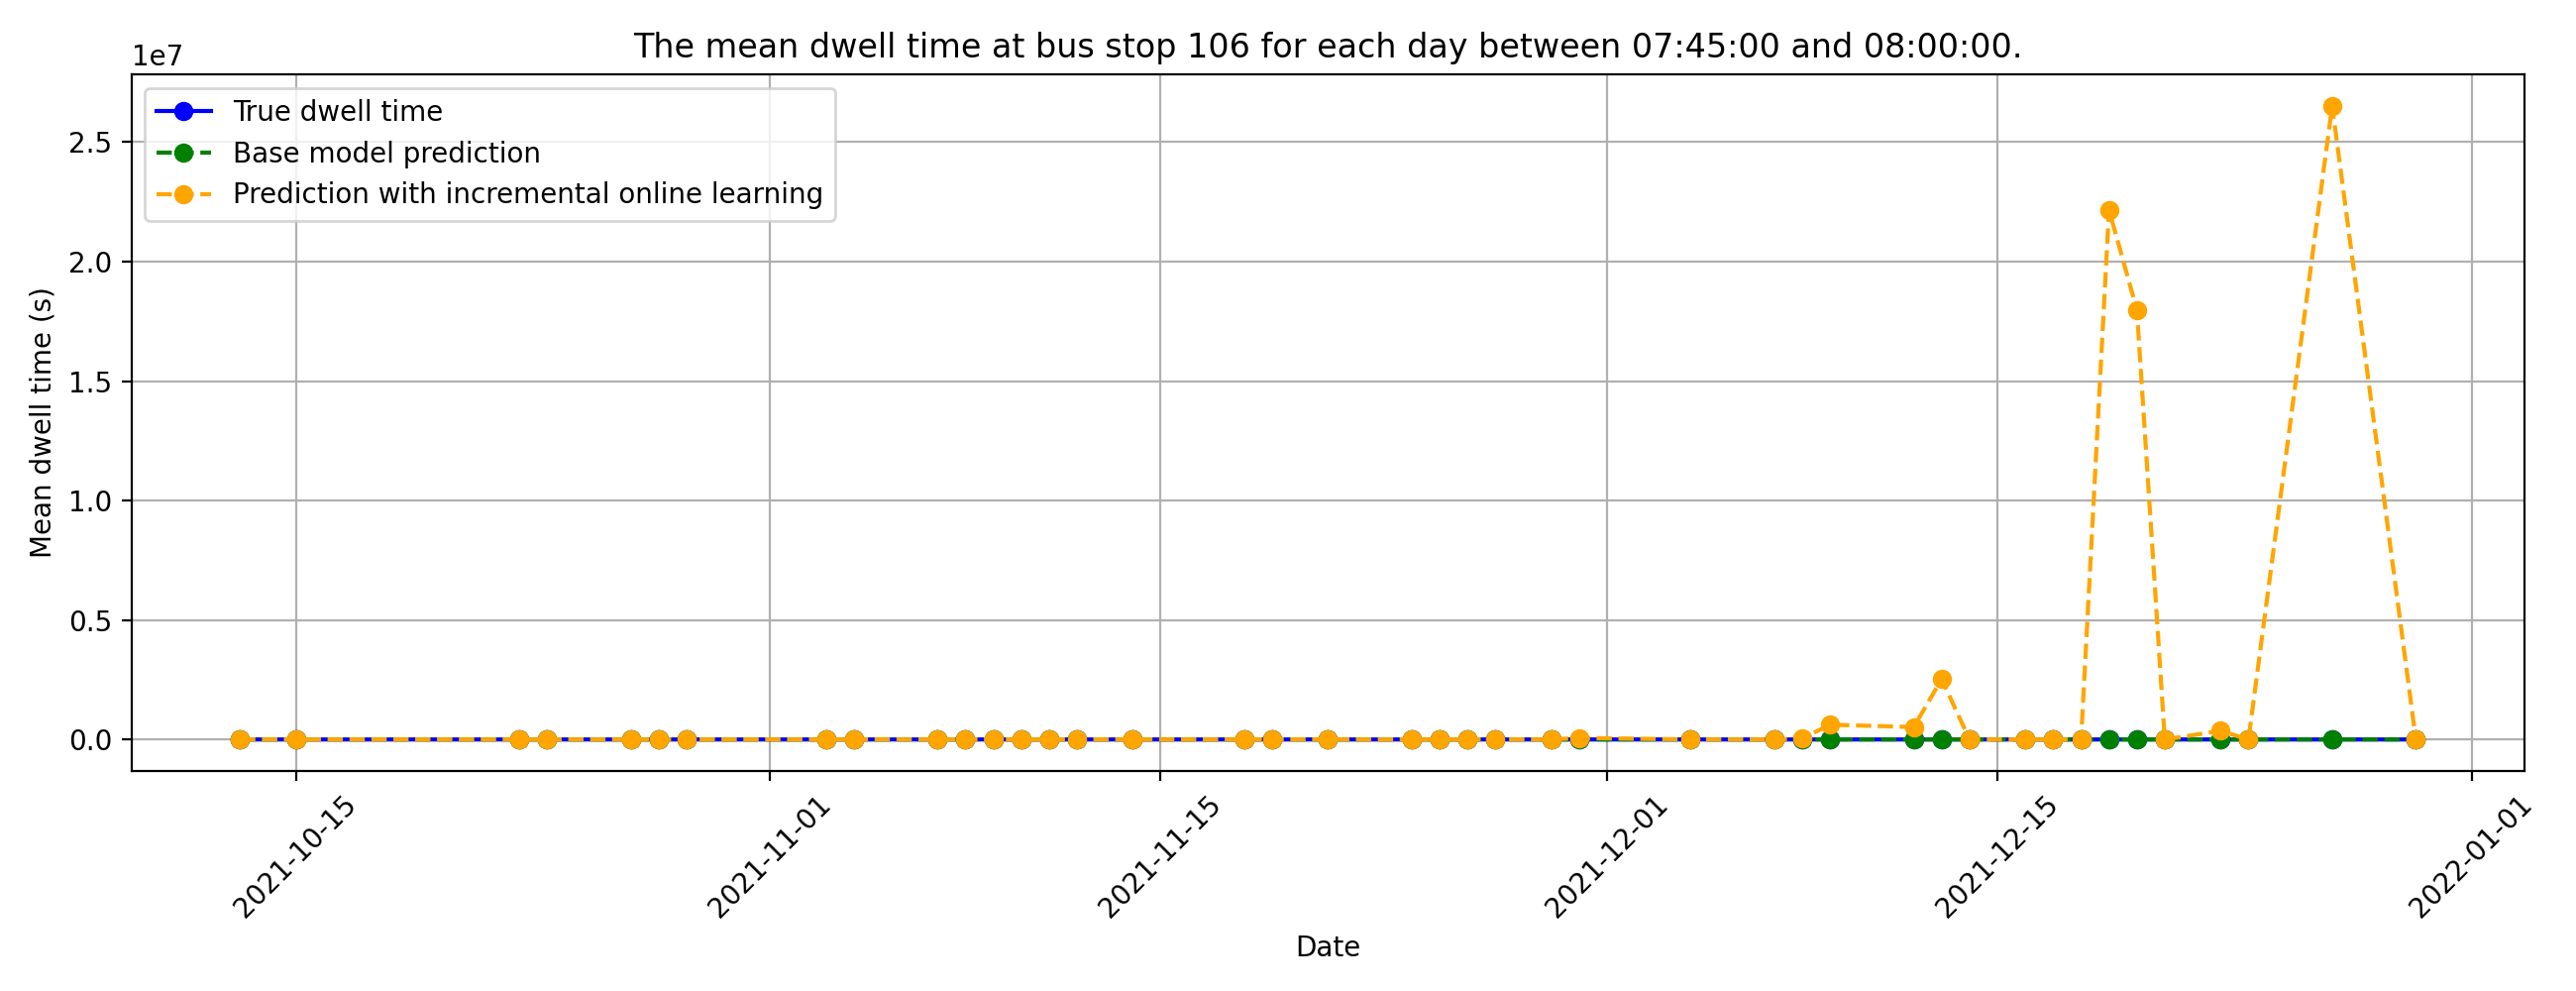 The mean dwell time at bus stop 106 for each day between 07:45:00 and 08:00:00.
1e7
True dwell time
Base model prediction
Prediction with incremental online learning
2.5
2.0
1.5
1.0
0.5
0.0
Mean dwell time (s)
2021-10-15
2021-11-01
2021-11-15
2021-12-01
2021-12-15
2022-01-01
Date